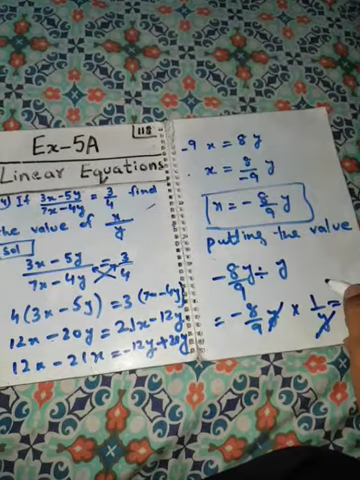 118
Ex-5A
Linear Equations
If 3x-5y/7x-4y = 3/4 find
the value of x/y
Sol
3x-5y/7x-4y = 3/4
4(3x-5y)=3(7x-4y)
12x-20y=21x-12y
12x-21x=-12y+20y
-9 x = 8y
x = 8/-9 y
x = -8/9 y
putting the value
-8/9 y ÷ y
= -8/9 y × 1/y =